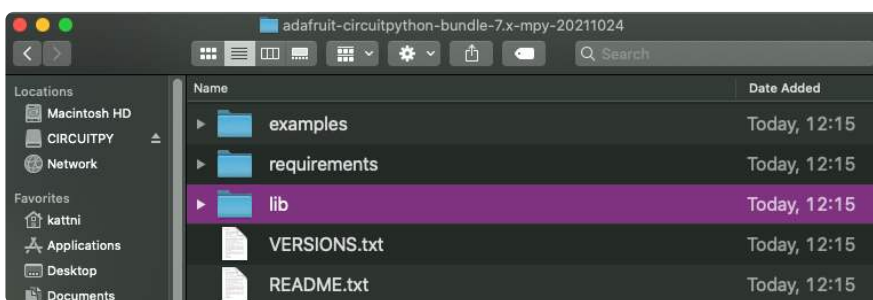 adafruit-circuitpython-bundle-7.x-mpy-20211024
Search
Locations
Macintosh HD
CIRCUITPY
Network
Favorites
kattni
Applications
Desktop
Documents
Name Date Added
examples Today, 12:15
requirements Today, 12:15
lib Today, 12:15
VERSIONS.txt Today, 12:15
README.txt Today, 12:15